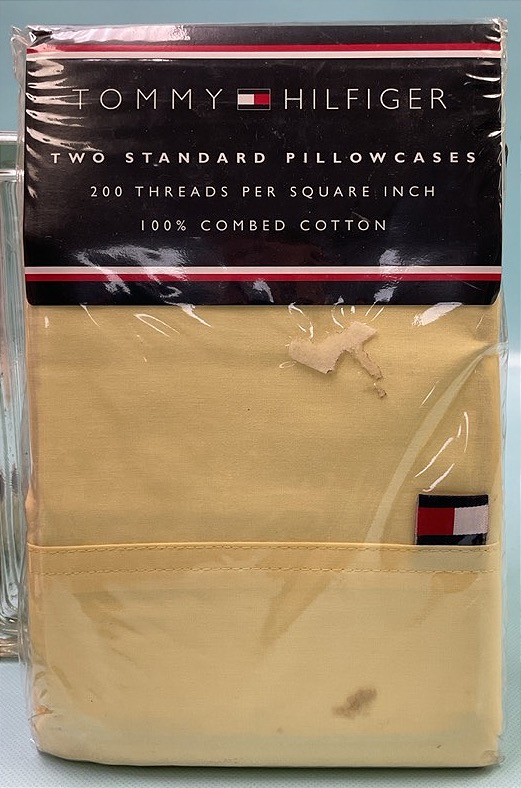 TOMMY HILFIGER
TWO STANDARD PILLOWCASES
200 THREADS PER SQUARE INCH
100% COMBED COTTON